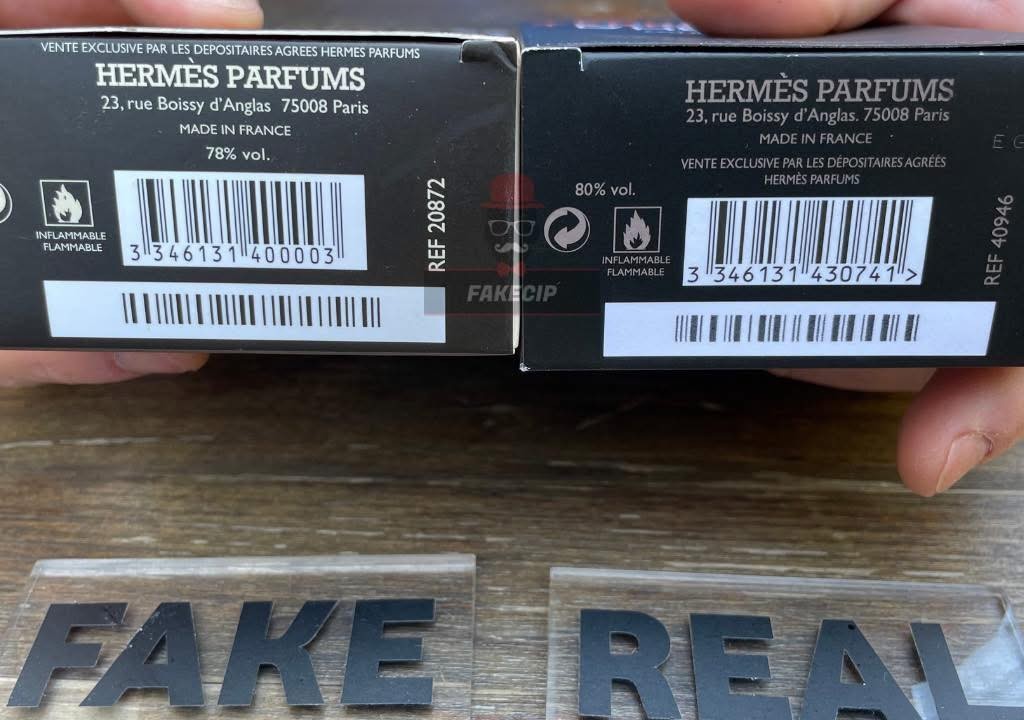 VENTE EXCLUSIVE PAR LES DEPOSITAIRES AGREES HERMES PARFUMS
HERMÈS PARFUMS
23, rue Boissy d'Anglas 75008 Paris
MADE IN FRANCE
78% vol.
INFLAMMABLE
FLAMMABLE
3 346131 400003
REF 20872
HERMÈS PARFUMS
23, rue Boissy d'Anglas. 75008 Paris
MADE IN FRANCE
VENTE EXCLUSIVE PAR LES DÉPOSITAIRES AGRÉÉS
HERMÈS PARFUMS
80% vol.
INFLAMMABLE
FLAMMABLE
3 346131 430741 >
REF 40946
E G
FAKECIP
FAKE
REAL